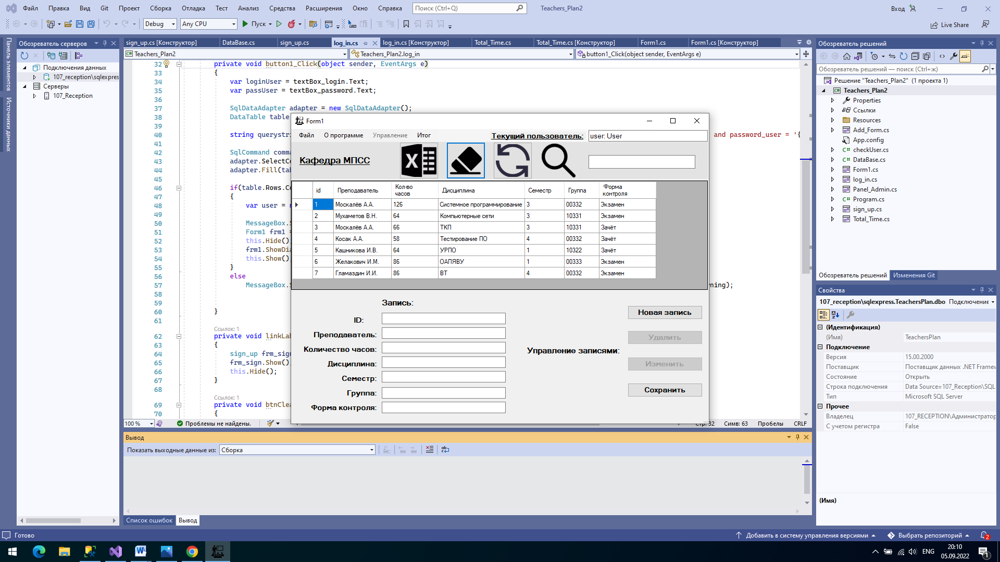 Файл Правка Вид Git Проект Сборка Отладка Тест Анализ Средства Расширения Окно Справка Поиск (Ctrl+Q) Teachers_Plan2 Вход
Debug Any CPU Пуск Live Share
Панель элементов
Источники данных
Обозреватель серверов
Подключения данных
107_reception\sqlexpres
Серверы
107_Reception
sign_up.cs [Конструктор] DataBase.cs sign_up.cs log_in.cs log_in.cs [Конструктор] Total_Time.cs Total_Time.cs [Конструктор] Form1.cs Form1.cs [Конструктор]
Teachers_Plan2 Teachers_Plan2.log_in button1_Click(object sender, EventArgs e)
32 private void button1_Click(object sender, EventArgs e)
33 {
34 var loginUser = textBox_login.Text;
35 var passUser = textBox_password.Text;
36
37 SqlDataAdapter adapter = new SqlDataAdapter();
38 DataTable table
39
40 string querystri and password_user = '{
41
42 SqlCommand comma
43 adapter.SelectCo
44 adapter.Fill(tab
45
46 if(table.Rows.Co
47 {
48 var user = n
49
50 MessageBox.S
51 Form1 frm1 =
52 this.Hide()
53 frm1.ShowDia
54 this.Show()
55 }
56 else
57 MessageBox.S ning);
58
59
60 }
61
Ссылок: 1
62 private void linkLab
63 {
64 sign_up frm_sign
65 frm_sign.Show()
66 this.Hide();
67 }
68
Ссылок: 1
69 private void btnClea
70 {
100 % Проблемы не найдены. Стр: 32 Симв: 63 Пробелы CRLF
Form1
Файл О программе Управление Итог Текущий пользователь: user: User
Кафедра МПСС
id Преподаватель Кол-во часов Дисциплина Семестр Группа Форма контроля
1 Москалёв А.А. 126 Системное программирование 3 00332 Экзамен
2 Мухаметов В.Н. 64 Компьютерные сети 3 10331 Экзамен
3 Москалёв А.А. 66 ТКП 3 10331 Зачёт
4 Косак А.А. 58 Тестирование ПО 4 00332 Зачёт
5 Кашникова И.В. 64 УРПО 1 10322 Зачёт
6 Желакович И.М. 86 ОАПЯВУ 1 00333 Экзамен
7 Гламаздин И.И. 86 ВТ 4 00332 Экзамен
Запись:
ID:
Преподаватель:
Количество часов:
Дисциплина:
Семестр:
Группа:
Форма контроля:
Управление записями:
Новая запись
Удалить
Изменить
Сохранить
Вывод
Показать выходные данные из: Сборка
Список ошибок Вывод
Обозреватель решений
Обозреватель решений — поиск (Ctrl+ж)
Решение "Teachers_Plan2" (1 проекта 1)
Teachers_Plan2
Properties
Ссылки
Resources
Add_Form.cs
App.config
checkUser.cs
DataBase.cs
Form1.cs
log_in.cs
Panel_Admin.cs
Program.cs
sign_up.cs
Total_Time.cs
Обозреватель решений Изменения Git
Свойства
107_reception\sqlexpress.TeachersPlan.dbo Подключение
(Идентификация)
(Имя) TeachersPlan
Подключение
Версия 15.00.2000
Поставщик Поставщик данных .NET Framew
Состояние Открыть
Строка подключения Data Source=107_Reception\SQL
Тип Microsoft SQL Server
Прочее
Владелец 107_RECEPTION\Администратор
С учетом регистра False
(Имя)
Готово Добавить в систему управления версиями Выбрать репозиторий 2
ENG 20:10 05.09.2022 1